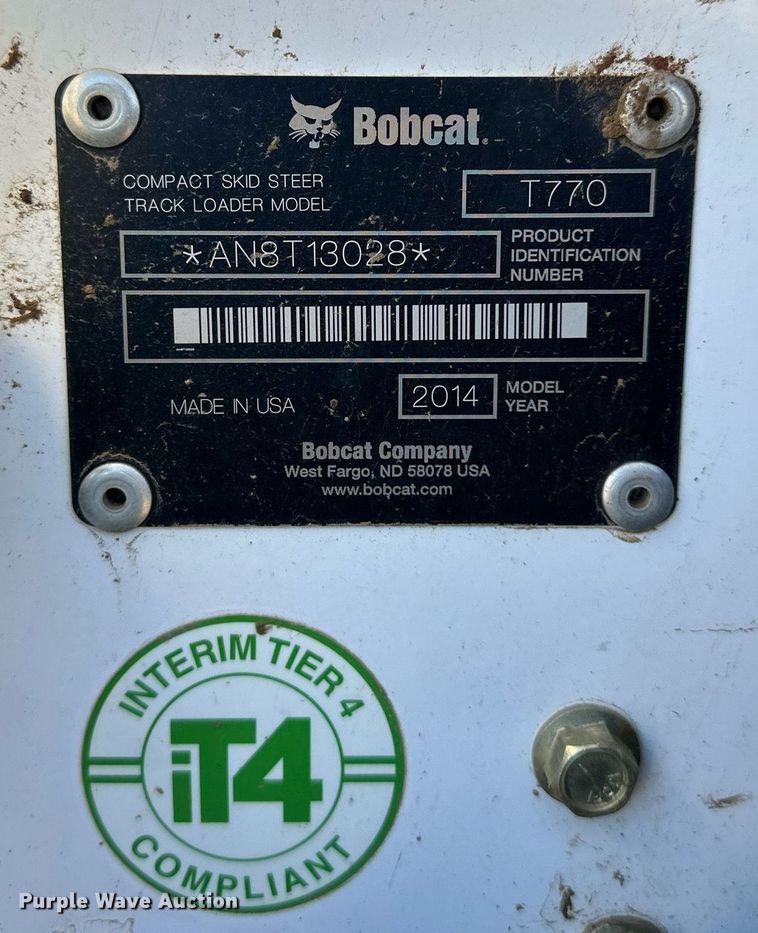 Bobcat®
COMPACT SKID STEER
TRACK LOADER MODEL
T770
*AN8T13028*
PRODUCT
IDENTIFICATION
NUMBER
AN8T13028
MADE IN USA
2014
MODEL
YEAR
Bobcat Company
West Fargo, ND 58078 USA
www.bobcat.com
INTERIM TIER 4
iT4
COMPLIANT
Purple Wave Auction